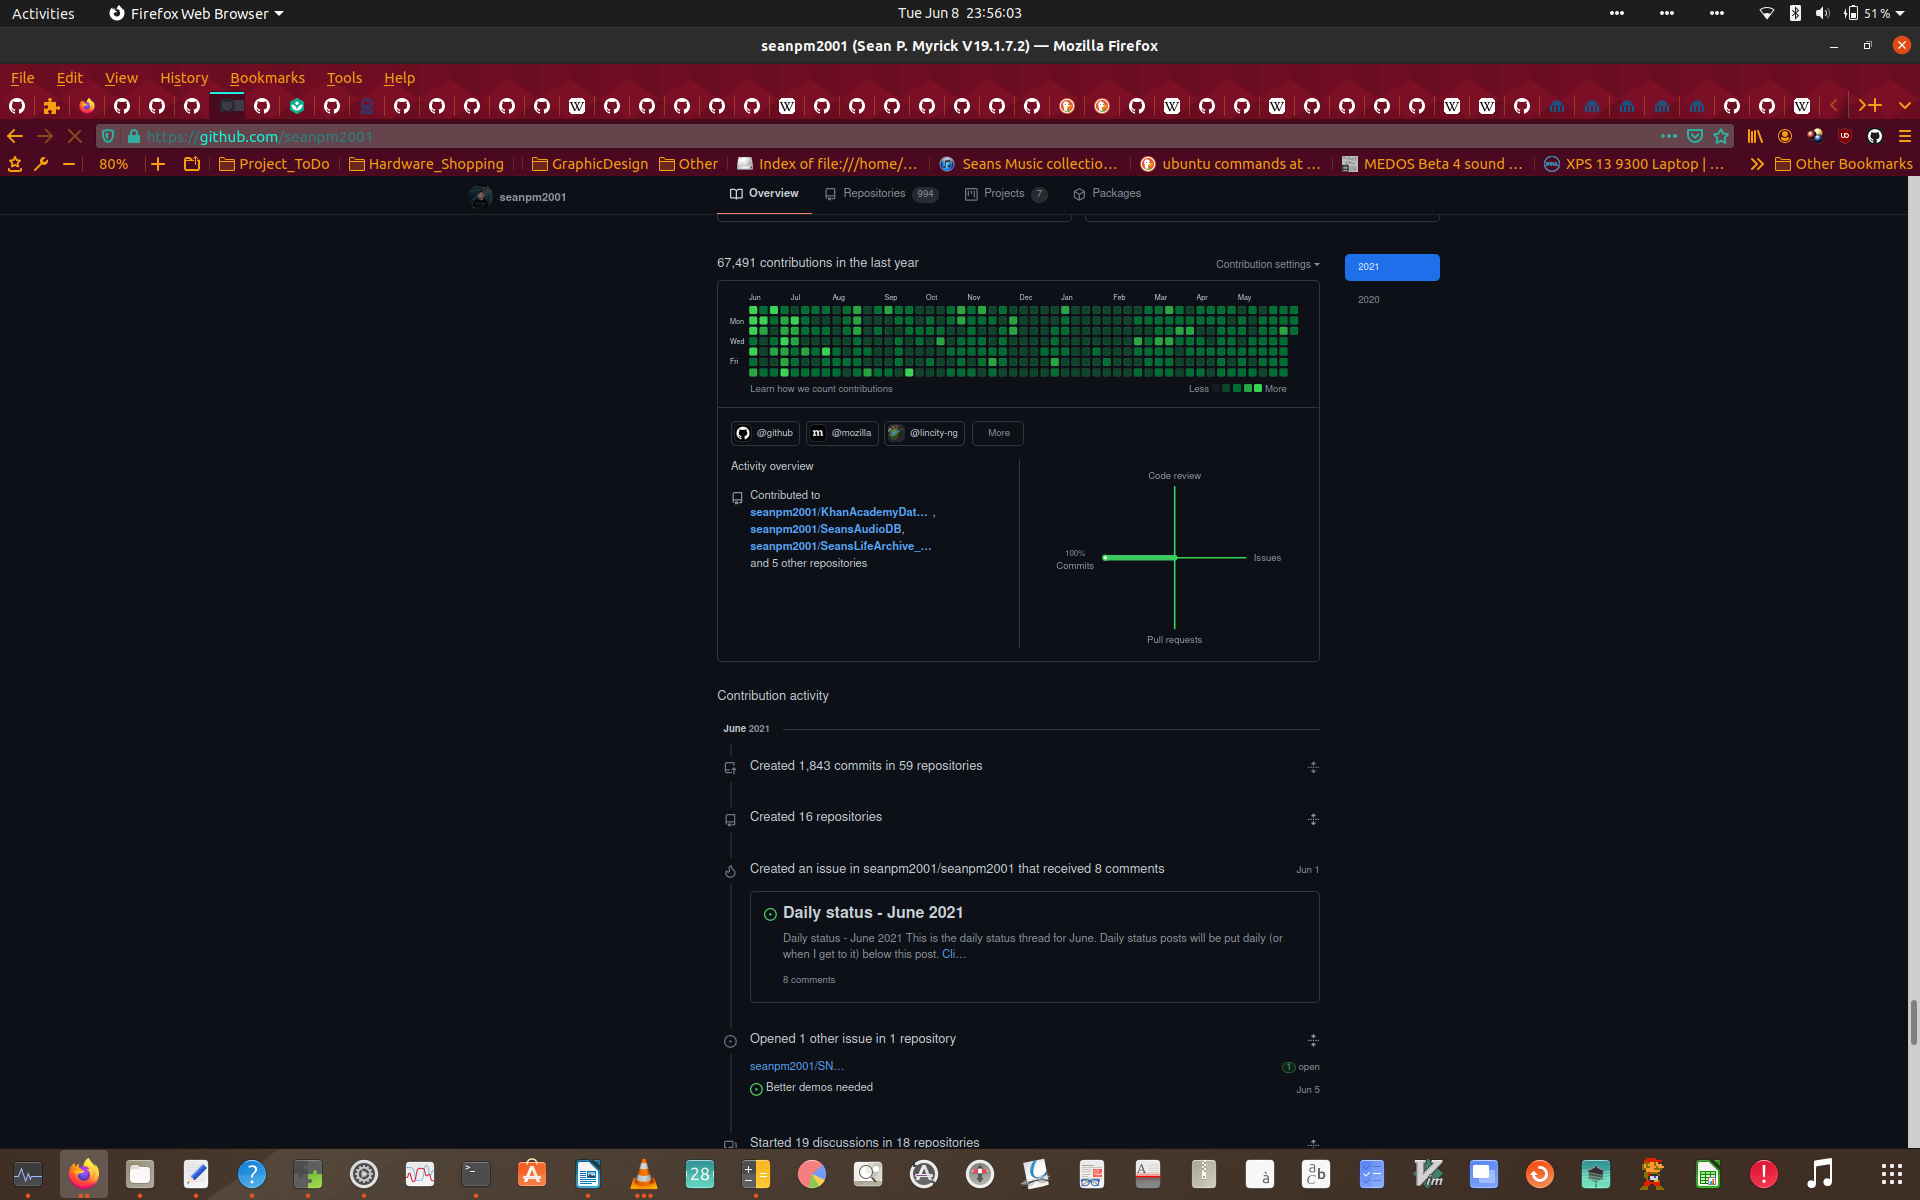 Activities
Firefox Web Browser
Tue Jun 8 23:56:03
51 %
seanpm2001 (Sean P. Myrick V19.1.7.2) — Mozilla Firefox
File Edit View History Bookmarks Tools Help
https://github.com/seanpm2001
80%
Project_ToDo
Hardware_Shopping
GraphicDesign
Other
Index of file:///home/...
Seans Music collectio...
ubuntu commands at ...
MEDOS Beta 4 sound ...
XPS 13 9300 Laptop | ...
Other Bookmarks
seanpm2001
Overview
Repositories 994
Projects 7
Packages
67,491 contributions in the last year
Contribution settings
2021
2020
Jun Jul Aug Sep Oct Nov Dec Jan Feb Mar Apr May
Mon
Wed
Fri
Learn how we count contributions
Less More
@github
@mozilla
@lincity-ng
More
Activity overview
Contributed to
seanpm2001/KhanAcademyDat... ,
seanpm2001/SeansAudioDB,
seanpm2001/SeansLifeArchive_...
and 5 other repositories
Code review
100%
Commits
Issues
Pull requests
Contribution activity
June 2021
Created 1,843 commits in 59 repositories
Created 16 repositories
Created an issue in seanpm2001/seanpm2001 that received 8 comments
Jun 1
Daily status - June 2021
Daily status - June 2021 This is the daily status thread for June. Daily status posts will be put daily (or
when I get to it) below this post. Cli...
8 comments
Opened 1 other issue in 1 repository
seanpm2001/SN...
1 open
Better demos needed
Jun 5
Started 19 discussions in 18 repositories
28